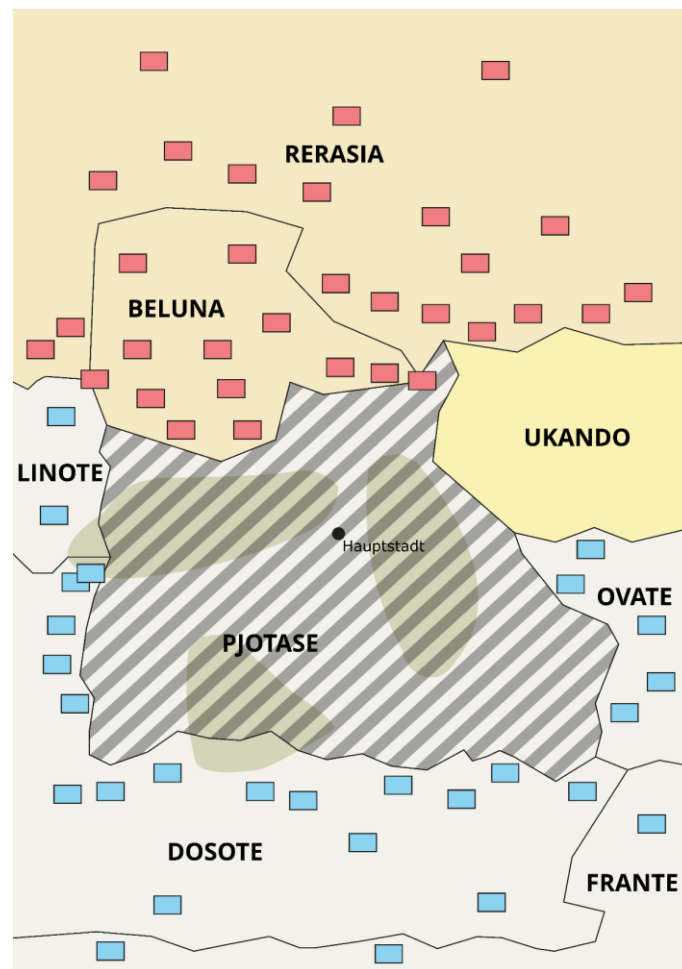 RERASIA
BELUNA
UKANDO
LINOTE
Hauptstadt
OVATE
PJOTASE
DOSOTE
FRANTE